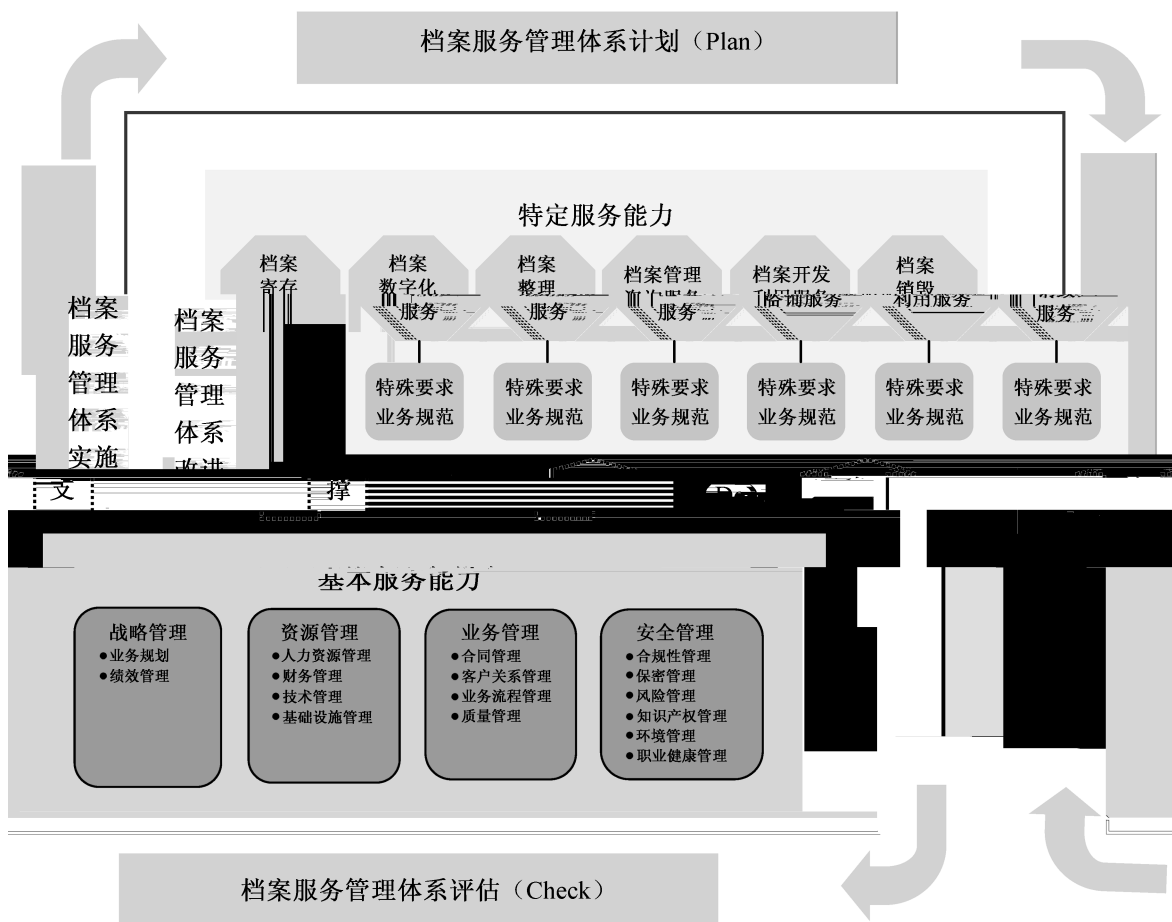 档案服务管理体系计划（Plan）
特定服务能力
档案
寄存
档案
数字化
服务
档案
整理
服务
档案管理
咨询服务
服务
档案开发
利用服务
档案
销毁
服务
特殊要求
业务规范
特殊要求
业务规范
特殊要求
业务规范
特殊要求
业务规范
特殊要求
业务规范
特殊要求
业务规范
档案
服务
管理
体系
实施
档案
服务
管理
体系
改进
支
撑
基本服务能力
战略管理
●业务规划
●绩效管理
资源管理
●人力资源管理
●财务管理
●技术管理
●基础设施管理
业务管理
●合同管理
●客户关系管理
●业务流程管理
●质量管理
安全管理
●合规性管理
●保密管理
●风险管理
●知识产权管理
●环境管理
●职业健康管理
档案服务管理体系评估（Check）